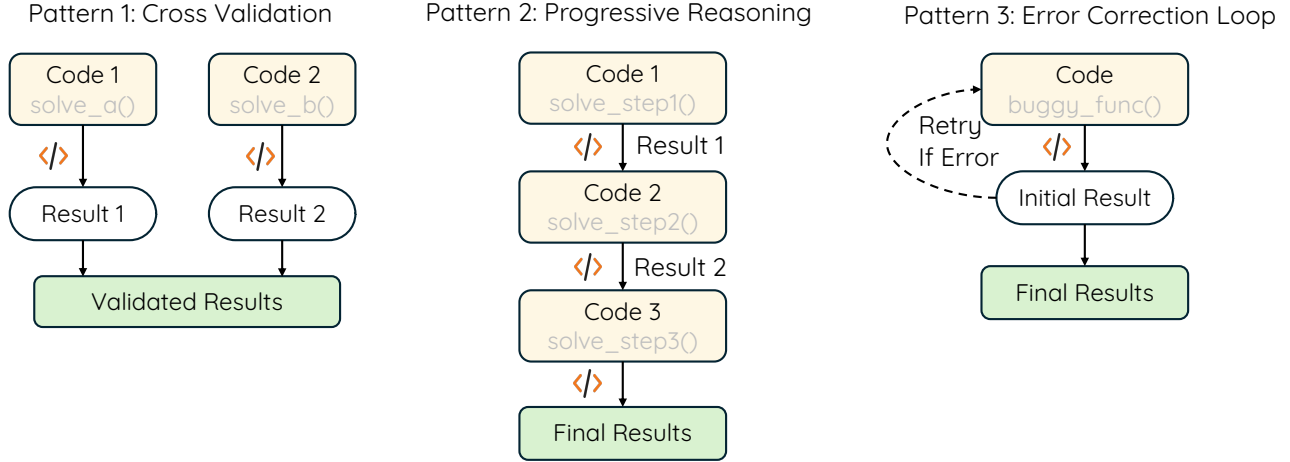 Pattern 1: Cross Validation
Code 1
solve_a()
Code 2
solve_b()
</>
</>
Result 1
Result 2
Validated Results
Pattern 2: Progressive Reasoning
Code 1
solve_step1()
</>
Result 1
Code 2
solve_step2()
</>
Result 2
Code 3
solve_step3()
</>
Final Results
Pattern 3: Error Correction Loop
Code
buggy_func()
Retry
If Error
</>
Initial Result
Final Results